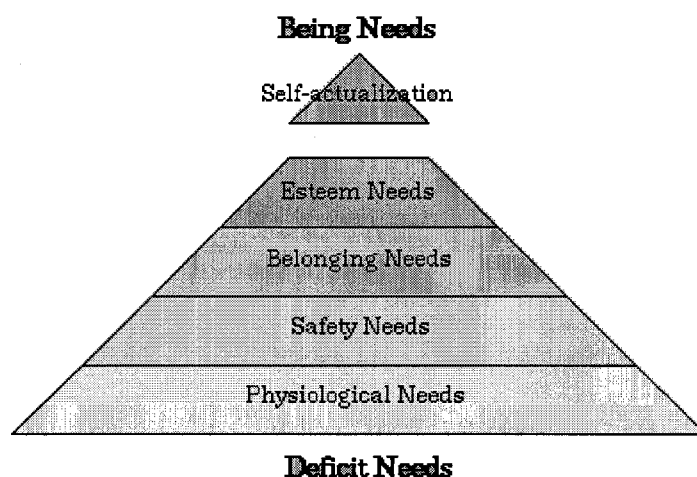 Being Needs
Self-actualization
Esteem Needs
Belonging Needs
Safety Needs
Physiological Needs
Deficit Needs